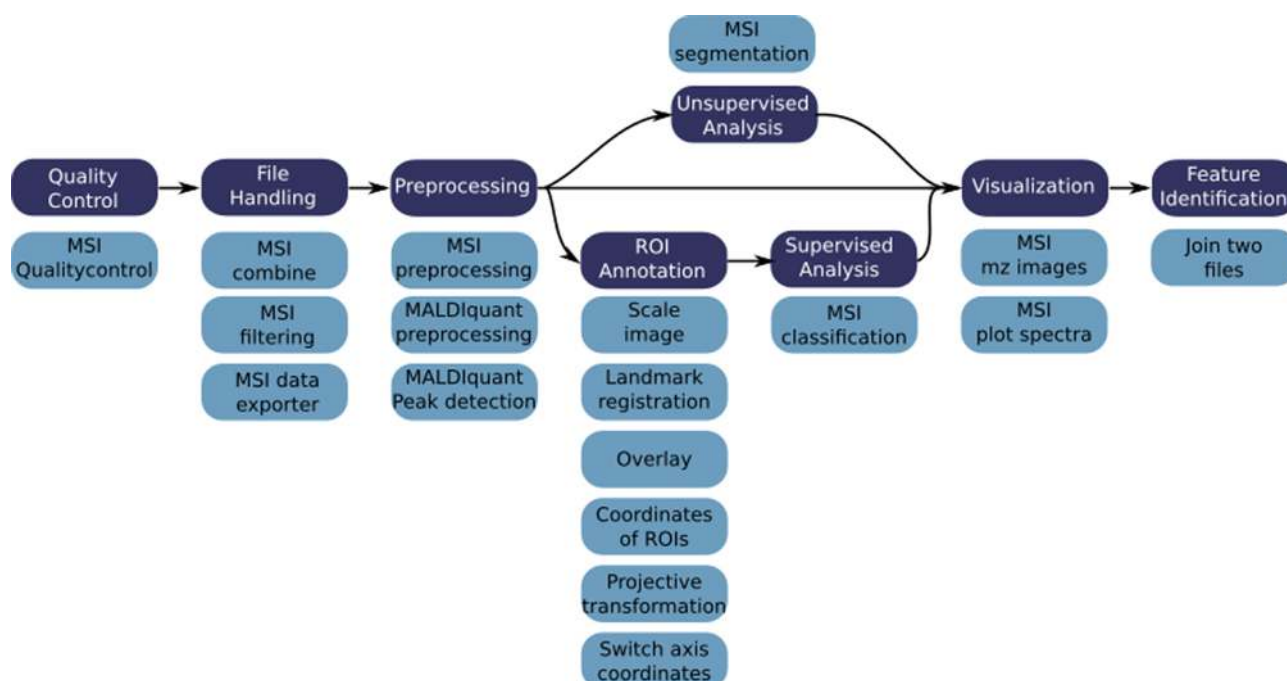 MSI
segmentation
Unsupervised
Analysis
Quality
Control
File
Handling
Preprocessing
Visualization
Feature
Identification
MSI
Qualitycontrol
MSI
combine
MSI
filtering
MSI data
exporter
MSI
preprocessing
MALDIquant
preprocessing
MALDIquant
Peak detection
ROI
Annotation
Scale
image
Landmark
registration
Overlay
Coordinates
of ROIs
Projective
transformation
Switch axis
coordinates
Supervised
Analysis
MSI
classification
MSI
mz images
MSI
plot spectra
Join two
files